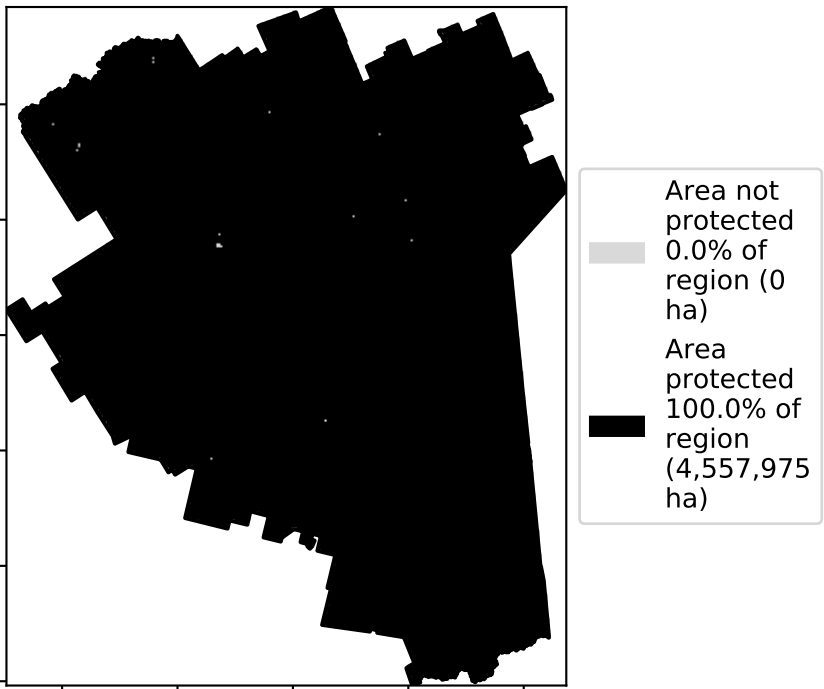 Area not
protected
0.0% of
region (0
ha)
Area
protected
100.0% of
region
(4,557,975
ha)